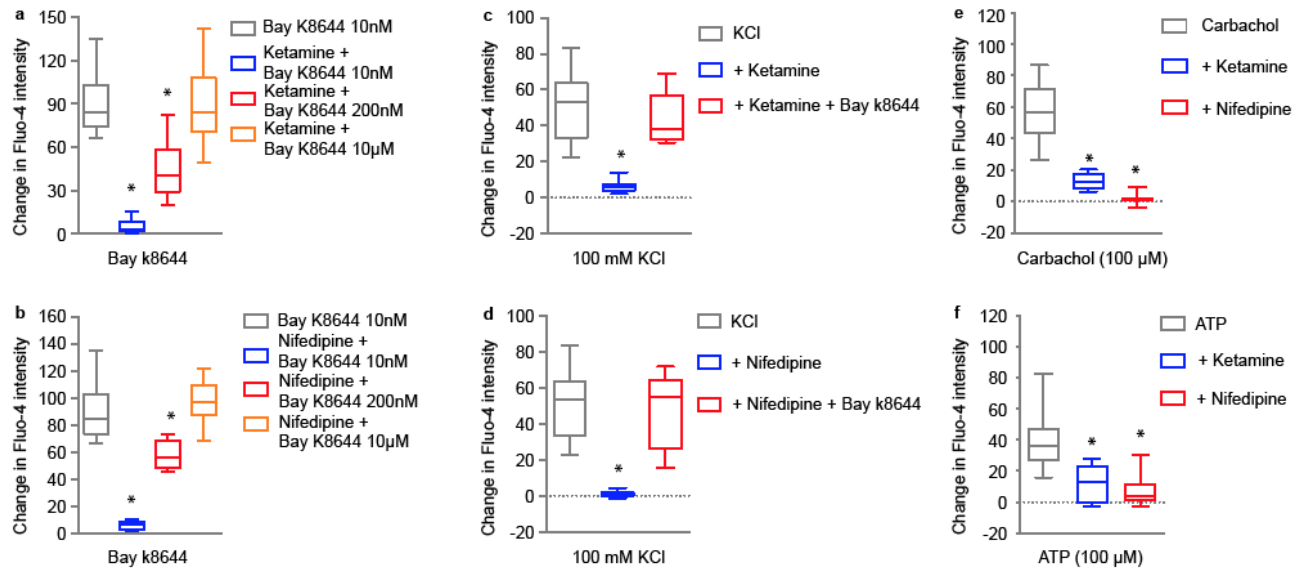 a
Change in Fluo-4 intensity
150
120
90
60
30
0
*
*
Bay k8644
Bay K8644 10nM
Ketamine +
Bay K8644 10nM
Ketamine +
Bay K8644 200nM
Ketamine +
Bay K8644 10µM
c
Change in Fluo-4 intensity
100
80
60
40
20
0
-20
*
100 mM KCl
KCl
+ Ketamine
+ Ketamine + Bay k8644
e
Change in Fluo-4 intensity
120
100
80
60
40
20
0
-20
*
*
Carbachol (100 µM)
Carbachol
+ Ketamine
+ Nifedipine
b
Change in Fluo-4 intensity
160
140
120
100
80
60
40
20
0
*
*
Bay k8644
Bay K8644 10nM
Nifedipine +
Bay K8644 10nM
Nifedipine +
Bay K8644 200nM
Nifedipine +
Bay K8644 10µM
d
Change in Fluo-4 intensity
100
80
60
40
20
0
-20
*
100 mM KCl
KCl
+ Nifedipine
+ Nifedipine + Bay k8644
f
Change in Fluo-4 intensity
120
100
80
60
40
20
0
-20
*
*
ATP (100 µM)
ATP
+ Ketamine
+ Nifedipine